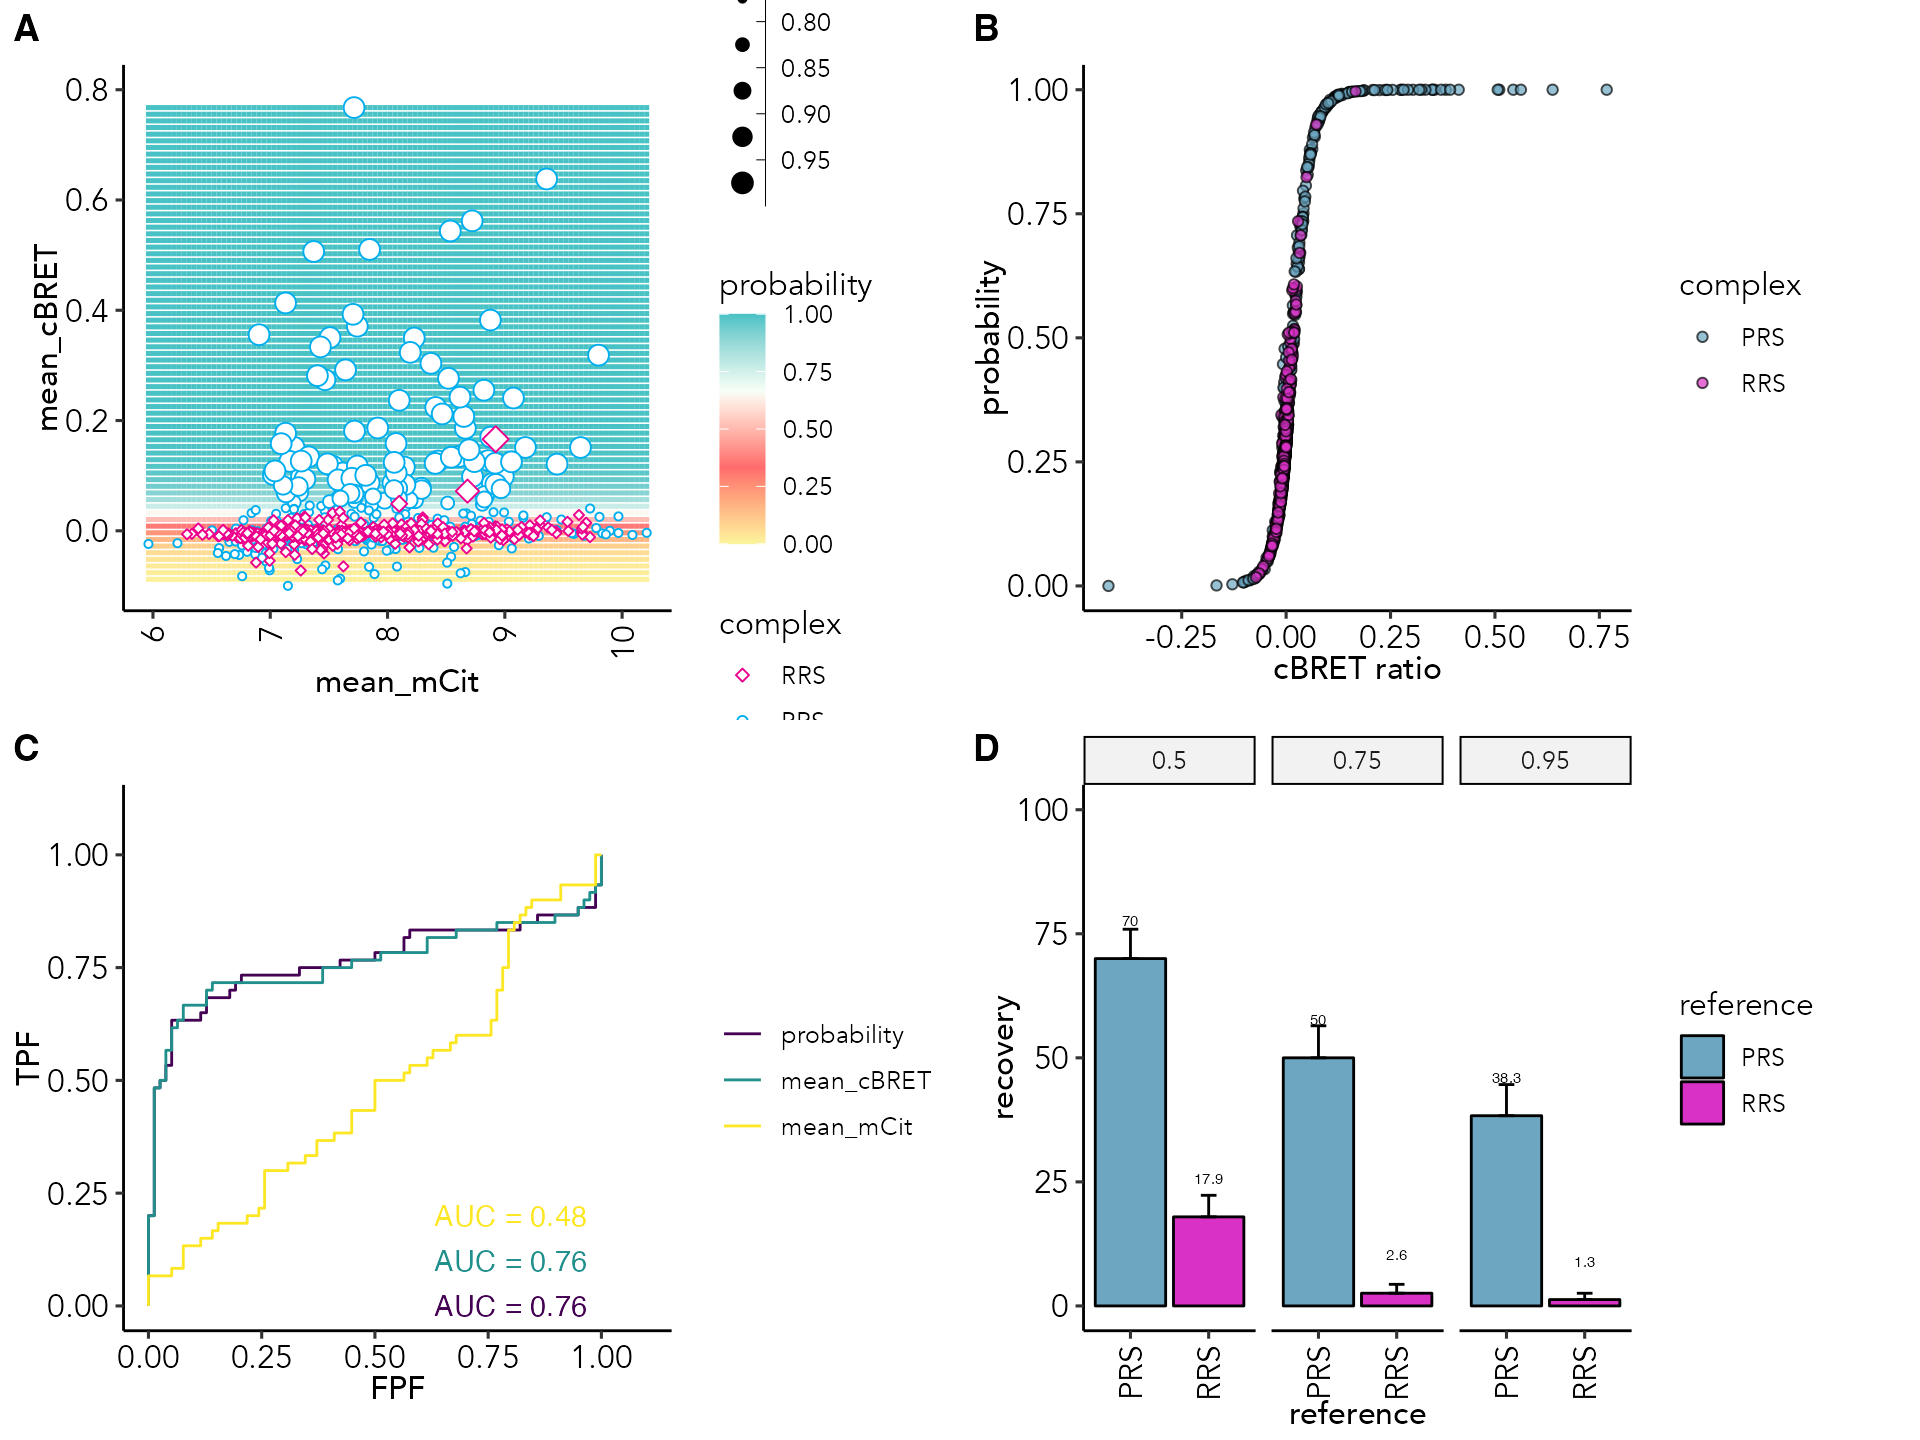 A
0.8
0.6
0.4
0.2
0.0
mean_cBRET
6
7
8
9
10
mean_mCit
0.80
0.85
0.90
0.95
probability
1.00
0.75
0.50
0.25
0.00
complex
RRS
PRS
B
1.00
0.75
0.50
0.25
0.00
probability
-0.25
0.00
0.25
0.50
0.75
cBRET ratio
complex
PRS
RRS
C
1.00
0.75
0.50
0.25
0.00
TPF
AUC = 0.48
AUC = 0.76
AUC = 0.76
0.00
0.25
0.50
0.75
1.00
FPF
probability
mean_cBRET
mean_mCit
D
0.5
0.75
0.95
100
75
50
25
0
recovery
70
17.9
50
2.6
38.3
1.3
PRS
RRS
PRS
RRS
PRS
RRS
reference
reference
PRS
RRS